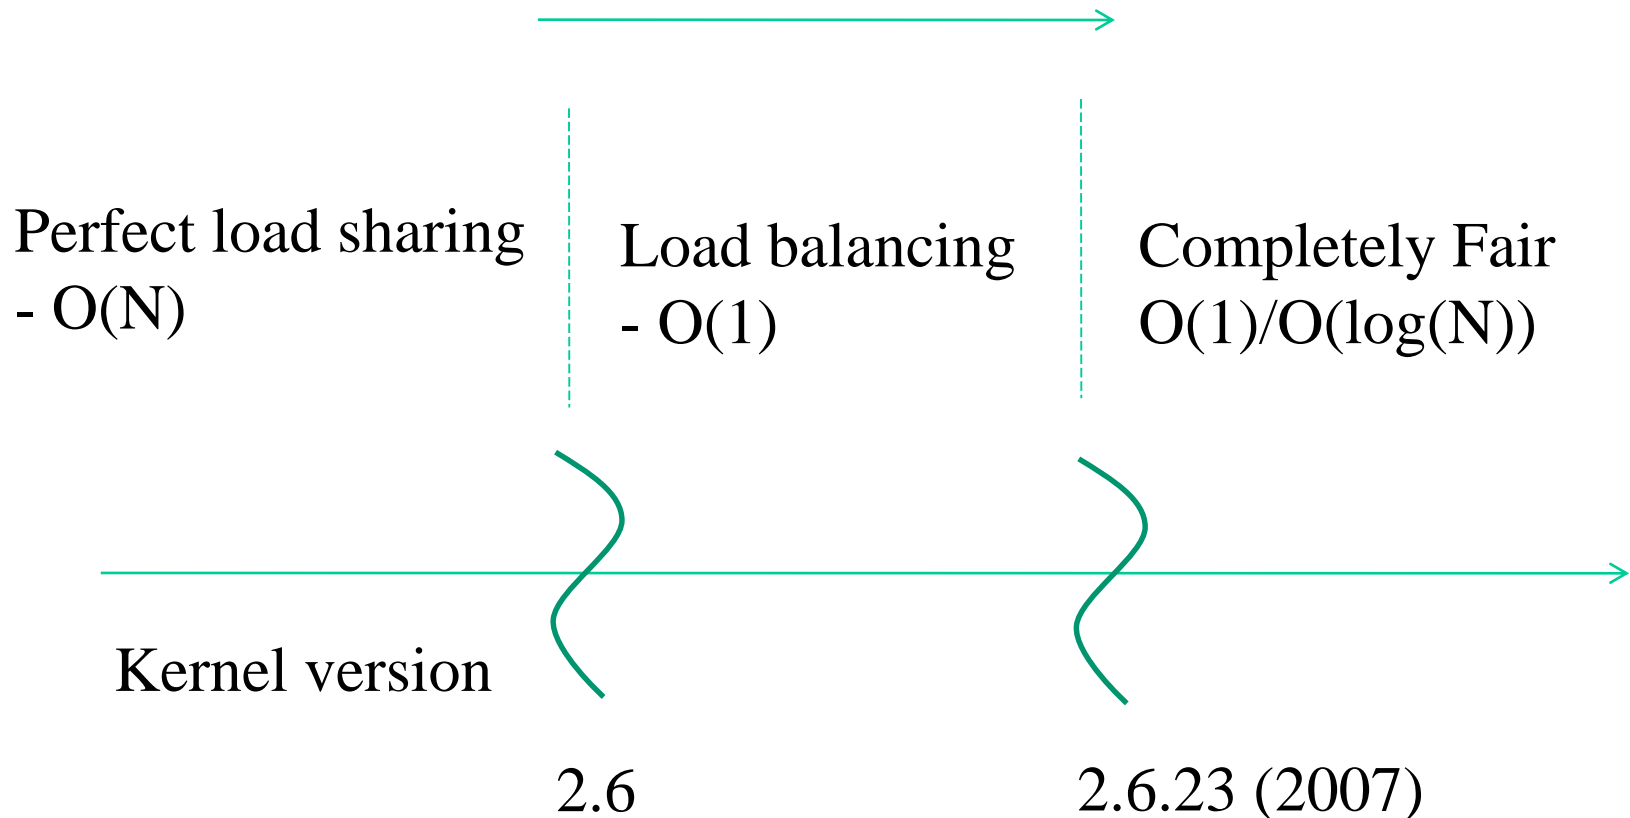 Perfect load sharing
- O(N)
Load balancing
- O(1)
Completely Fair
O(1)/O(log(N))
Kernel version
2.6
2.6.23 (2007)